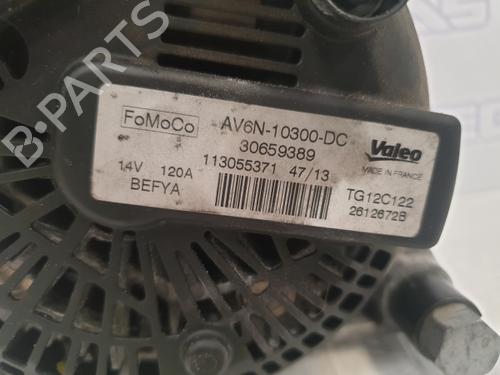 FoMoCo
AV6N-10300-DC
30659389
Valeo
MADE IN FRANCE
14V 120A
113055371 47/13
BEFYA
TG12C122
2612672B
B-PARTS